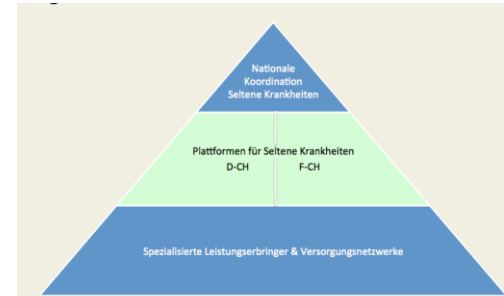 Nationale
Koordination
Seltene Krankheiten
Plattformen für Seltene Krankheiten
D-CH F-CH
Spezialisierte Leistungserbringer & Versorgungsnetzwerke